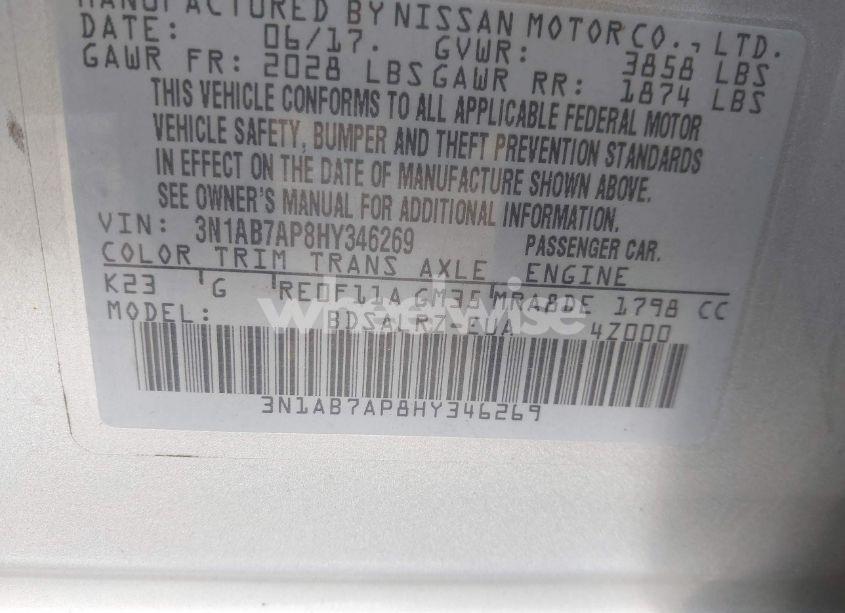 MANUFACTURED BY NISSAN MOTOR CO., LTD.
DATE: 06/17. GVWR: 3858 LBS
GAWR FR: 2028 LBS GAWR RR: 1874 LBS
THIS VEHICLE CONFORMS TO ALL APPLICABLE FEDERAL MOTOR
VEHICLE SAFETY, BUMPER AND THEFT PREVENTION STANDARDS
IN EFFECT ON THE DATE OF MANUFACTURE SHOWN ABOVE.
SEE OWNER'S MANUAL FOR ADDITIONAL INFORMATION.
VIN: 3N1AB7AP8HY346269 PASSENGER CAR.
COLOR TRIM TRANS AXLE ENGINE
K23 G RE0F11A GM35 MRA8DE 1798 CC
wheelwise
MODEL: 4Z000
3N1AB7AP8HY346269